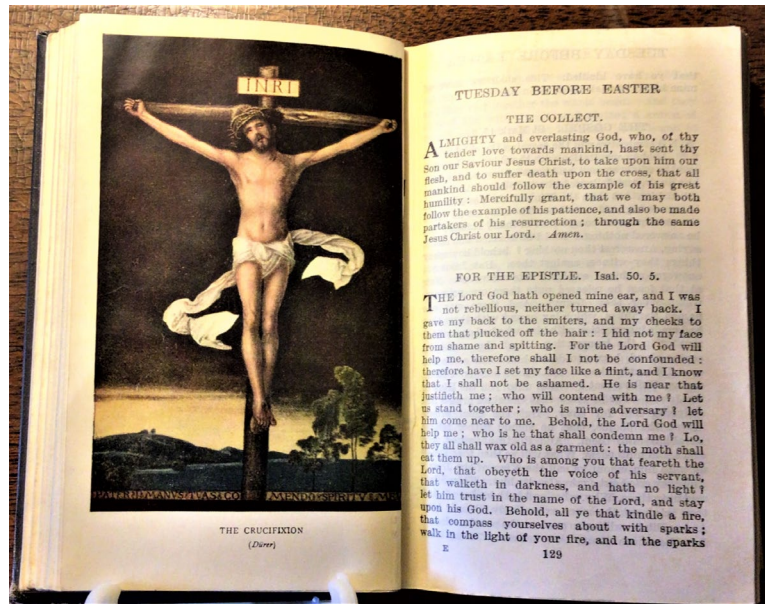 INRI
PATER MANVS TVAS CO MENDO SPIRITV
THE CRUCIFIXION
(Dürer)
TUESDAY BEFORE EASTER
THE COLLECT.
ALMIGHTY and everlasting God, who, of thy
tender love towards mankind, hast sent thy
Son our Saviour Jesus Christ, to take upon him our
flesh, and to suffer death upon the cross, that all
mankind should follow the example of his great
humility: Mercifully grant, that we may both
follow the example of his patience, and also be made
partakers of his resurrection; through the same
Jesus Christ our Lord. Amen.
FOR THE EPISTLE. Isai. 50. 5.
THE Lord God hath opened mine ear, and I was
not rebellious, neither turned away back. I
gave my back to the smiters, and my cheeks to
them that plucked off the hair: I hid not my face
from shame and spitting. For the Lord God will
help me, therefore shall I not be confounded:
therefore have I set my face like a flint, and I know
that I shall not be ashamed. He is near that
justifieth me; who will contend with me? Let
us stand together; who is mine adversary? let
him come near to me. Behold, the Lord God will
help me; who is he that shall condemn me? Lo,
they all shall wax old as a garment: the moth shall
eat them up. Who is among you that feareth the
Lord, that obeyeth the voice of his servant,
that walketh in darkness, and hath no light?
let him trust in the name of the Lord, and stay
upon his God. Behold, all ye that kindle a fire,
that compass yourselves about with sparks;
walk in the light of your fire, and in the sparks
E 129